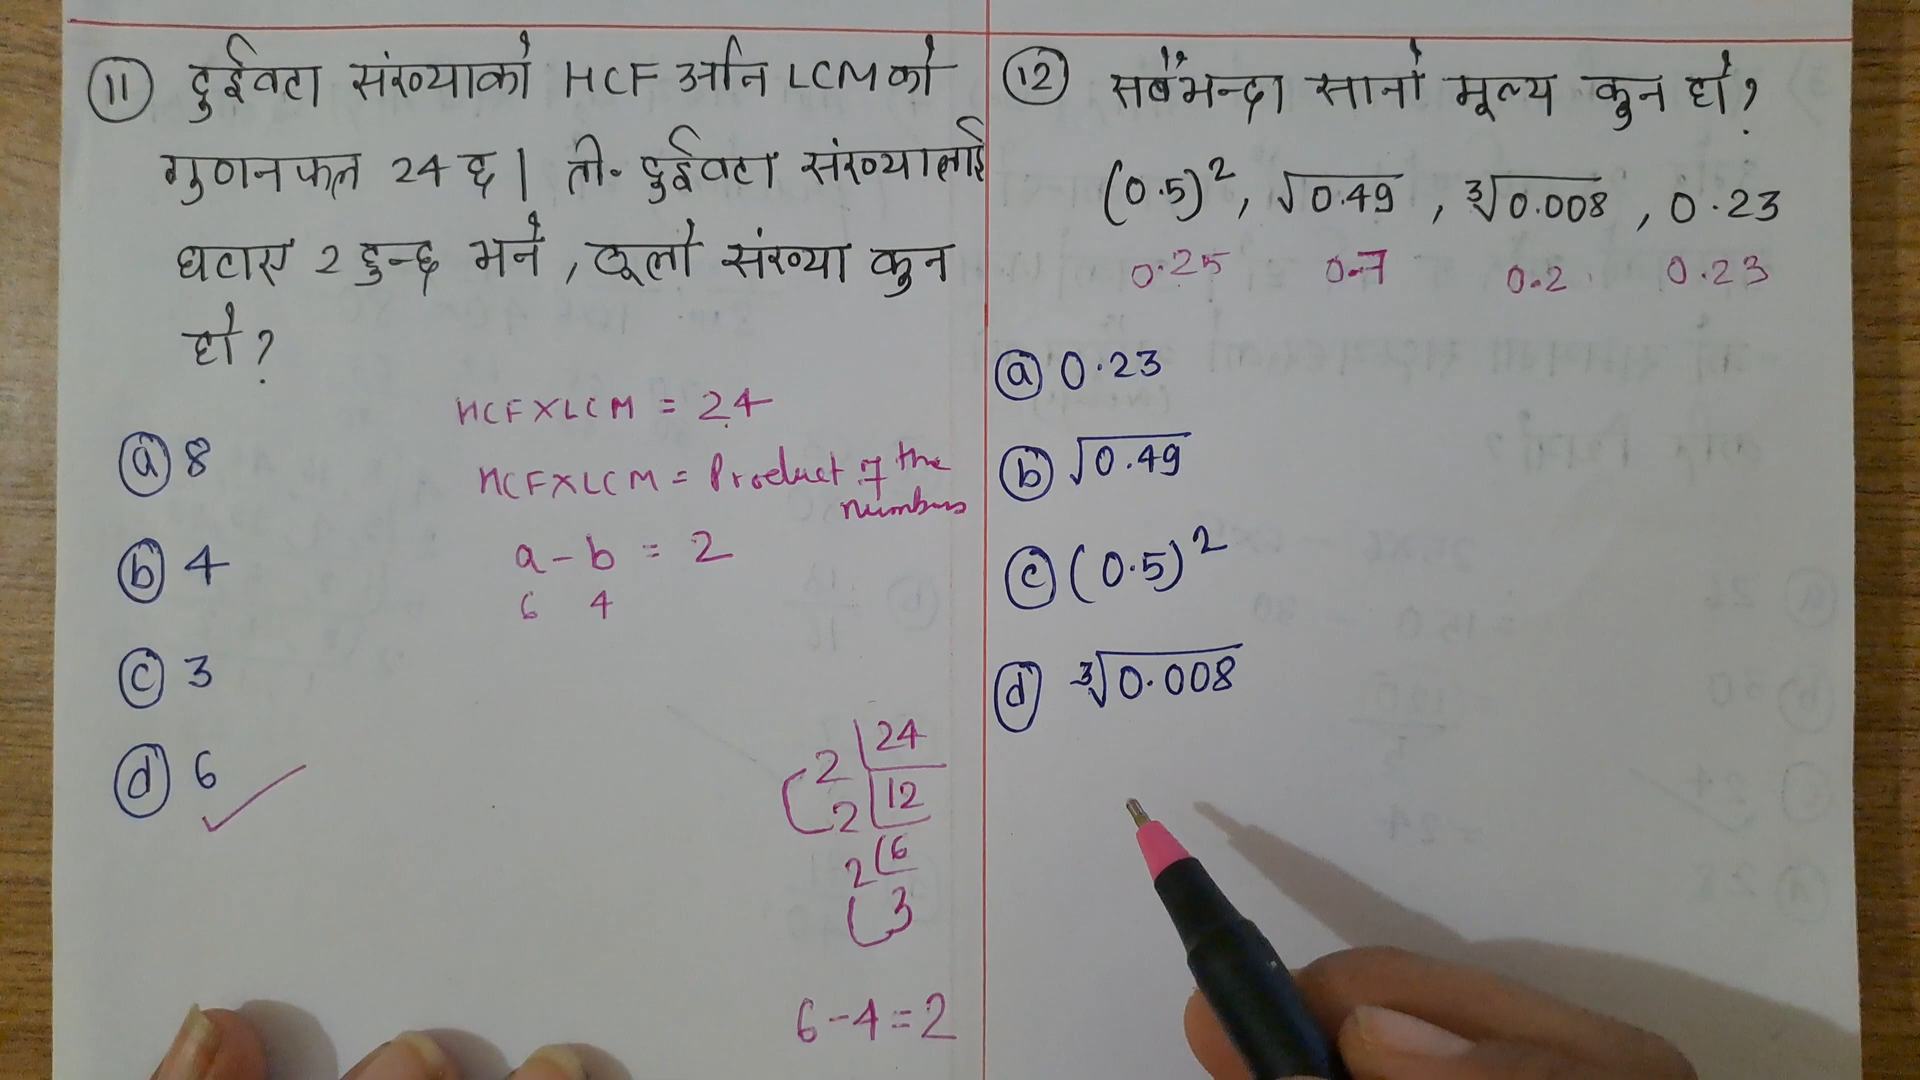 11 दुईवटा संख्याको HCF अनि LCM को
गुणनफल 24 छ। ती दुईवटा संख्यालाई
घटाए 2 हुन्छ भने, ठूलो संख्या कुन
हो?
HCF×LCM = 24
HCF×LCM = Product of the
numbers
a - b = 2
6 4
a 8
b 4
c 3
d 6 ✓
2 24
2 12
2 6
3
6-4=2
12 सबैभन्दा सानो मूल्य कुन हो?
(0.5)², √0.49, ∛0.008, 0.23
0.25 0.7 0.2 0.23
a 0.23
b √0.49
c (0.5)²
d ∛0.008